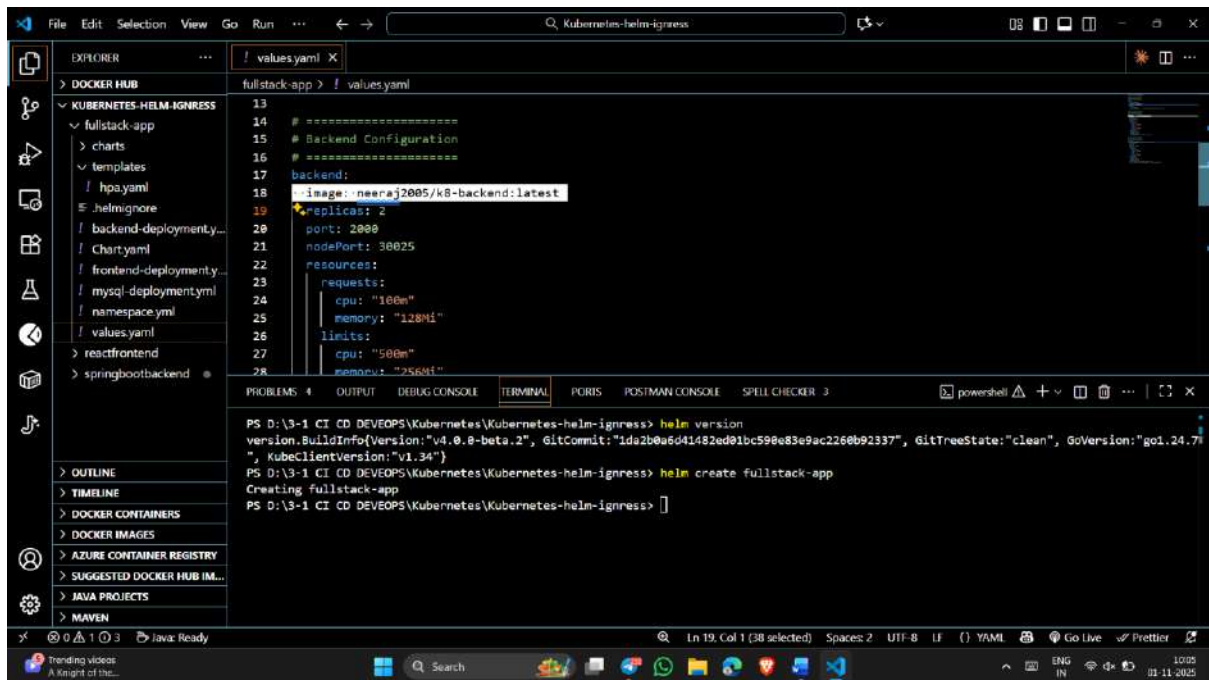 File Edit Selection View Go Run ··· Kubernetes-helm-ignress
EXPLORER ···
DOCKER HUB
KUBERNETES-HELM-IGNRESS
fullstack-app
charts
templates
! hpa.yaml
.helmignore
! backend-deployment.y...
! Chart.yaml
! frontend-deployment.y...
! mysql-deployment.yml
! namespace.yml
! values.yaml
reactfrontend
springbootbackend
OUTLINE
TIMELINE
DOCKER CONTAINERS
DOCKER IMAGES
AZURE CONTAINER REGISTRY
SUGGESTED DOCKER HUB IM...
JAVA PROJECTS
MAVEN
! values.yaml X
fullstack-app > ! values.yaml
13
14 # ======================
15 # Backend Configuration
16 # ======================
17 backend:
18 image: neeraj2005/k8-backend:latest
19 replicas: 2
20 port: 2000
21 nodePort: 30025
22 resources:
23 requests:
24 cpu: "100m"
25 memory: "128Mi"
26 limits:
27 cpu: "500m"
28 memory: "256Mi"
PROBLEMS 4 OUTPUT DEBUG CONSOLE TERMINAL PORTS POSTMAN CONSOLE SPELL CHECKER 3 powershell
PS D:\3-1 CI CD DEVEOPS\Kubernetes\Kubernetes-helm-ignress> helm version
version.BuildInfo{Version:"v4.0.0-beta.2", GitCommit:"1da2b0a6d41482ed01bc590e83e9ac2260b92337", GitTreeState:"clean", GoVersion:"go1.24.7
", KubeClientVersion:"v1.34"}
PS D:\3-1 CI CD DEVEOPS\Kubernetes\Kubernetes-helm-ignress> helm create fullstack-app
Creating fullstack-app
PS D:\3-1 CI CD DEVEOPS\Kubernetes\Kubernetes-helm-ignress>
0 1 3 Java: Ready Ln 19, Col 1 (38 selected) Spaces: 2 UTF-8 LF {} YAML Go Live Prettier
5 Trending videos
A Knight of the...
Search
ENG
IN
10:05
01-11-2025